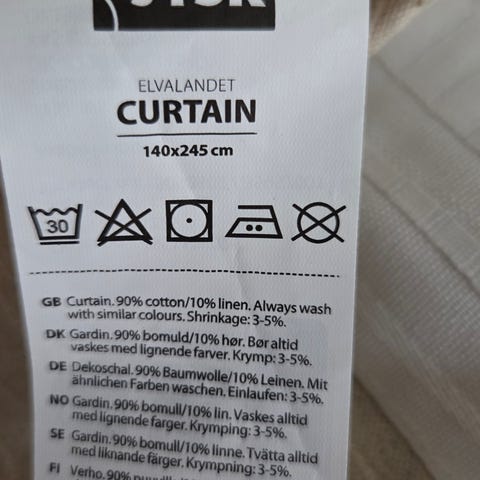 JYSK
ELVALANDET
CURTAIN
140x245 cm
30
GB Curtain. 90% cotton/10% linen. Always wash
with similar colours. Shrinkage: 3-5%.
DK Gardin. 90% bomuld/10% hør. Bør altid
vaskes med lignende farver. Krymp: 3-5%.
DE Dekoschal. 90% Baumwolle/10% Leinen. Mit
ähnlichen Farben waschen. Einlaufen: 3-5%.
NO Gardin. 90% bomull/10% lin. Vaskes alltid
med lignende farger. Krymping: 3-5%.
SE Gardin. 90% bomull/10% linne. Tvätta alltid
med liknande färger. Krympning: 3-5%.
FI Verho. 90%